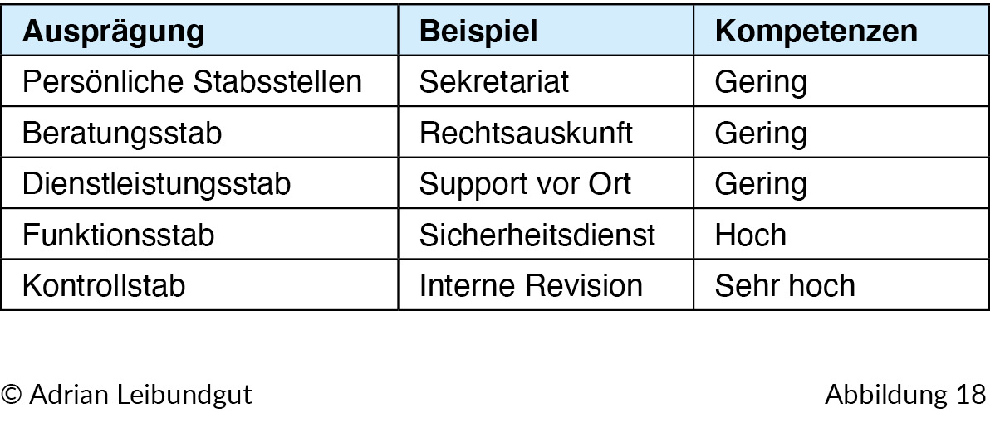 Ausprägung Beispiel Kompetenzen
Persönliche Stabsstellen Sekretariat Gering
Beratungsstab Rechtsauskunft Gering
Dienstleistungsstab Support vor Ort Gering
Funktionsstab Sicherheitsdienst Hoch
Kontrollstab Interne Revision Sehr hoch
© Adrian Leibundgut Abbildung 18